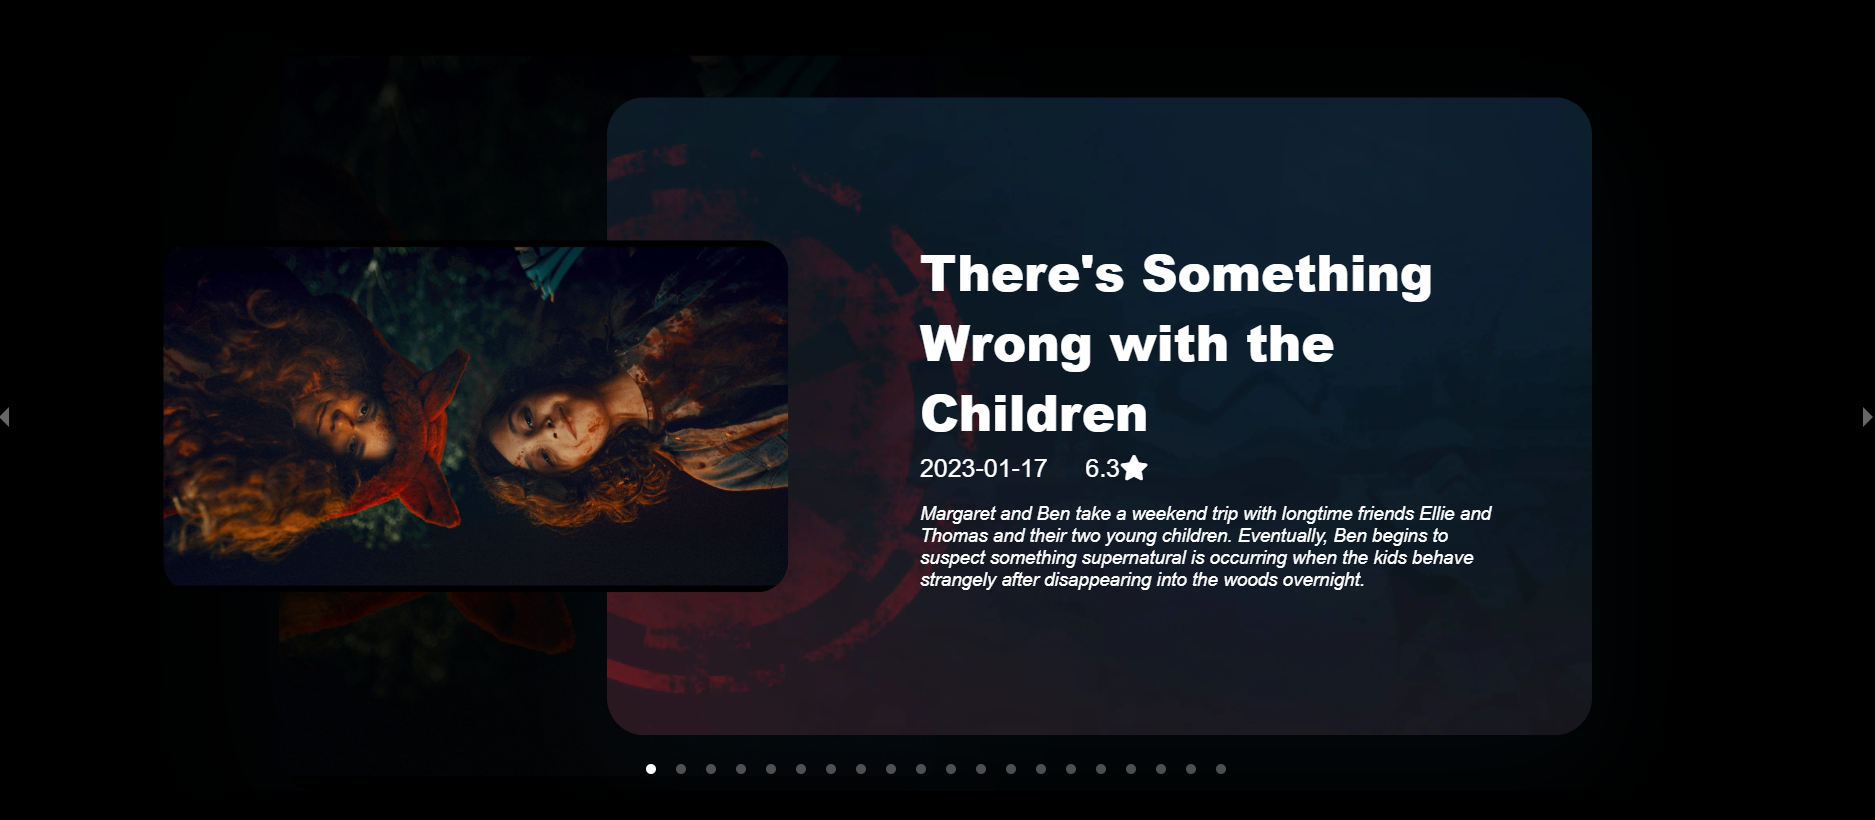 There's Something
Wrong with the
Children
2023-01-17 6.3★
Margaret and Ben take a weekend trip with longtime friends Ellie and
Thomas and their two young children. Eventually, Ben begins to
suspect something supernatural is occurring when the kids behave
strangely after disappearing into the woods overnight.